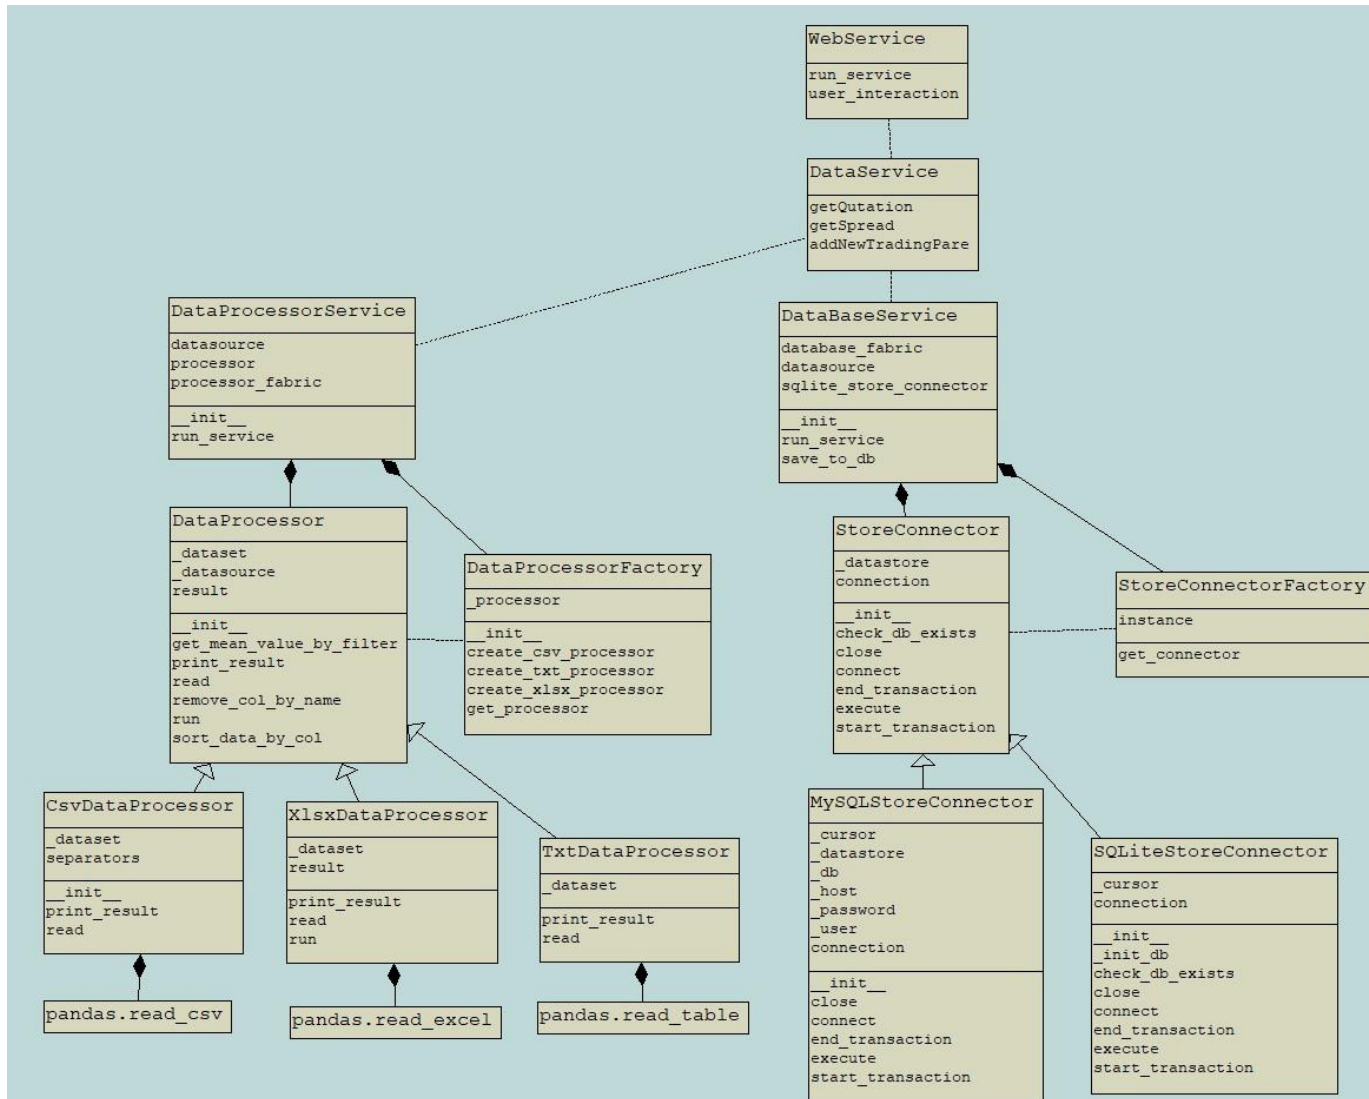 WebService
run_service
user_interaction
DataService
getQutation
getSpread
addNewTradingPare
DataProcessorService
datasource
processor
processor_fabric
__init__
run_service
DataBaseService
database_fabric
datasource
sqlite_store_connector
__init__
run_service
save_to_db
DataProcessor
_dataset
_datasource
result
__init__
get_mean_value_by_filter
print_result
read
remove_col_by_name
run
sort_data_by_col
DataProcessorFactory
_processor
__init__
create_csv_processor
create_txt_processor
create_xlsx_processor
get_processor
StoreConnector
_datastore
connection
__init__
check_db_exists
close
connect
end_transaction
execute
start_transaction
StoreConnectorFactory
instance
get_connector
CsvDataProcessor
_dataset
separators
__init__
print_result
read
XlsxDataProcessor
_dataset
result
print_result
read
run
TxtDataProcessor
_dataset
print_result
read
MySQLStoreConnector
_cursor
_datastore
_db
_host
_password
_user
connection
__init__
close
connect
end_transaction
execute
start_transaction
SQLiteStoreConnector
_cursor
connection
__init__
_init_db
check_db_exists
close
connect
end_transaction
execute
start_transaction
pandas.read_csv
pandas.read_excel
pandas.read_table